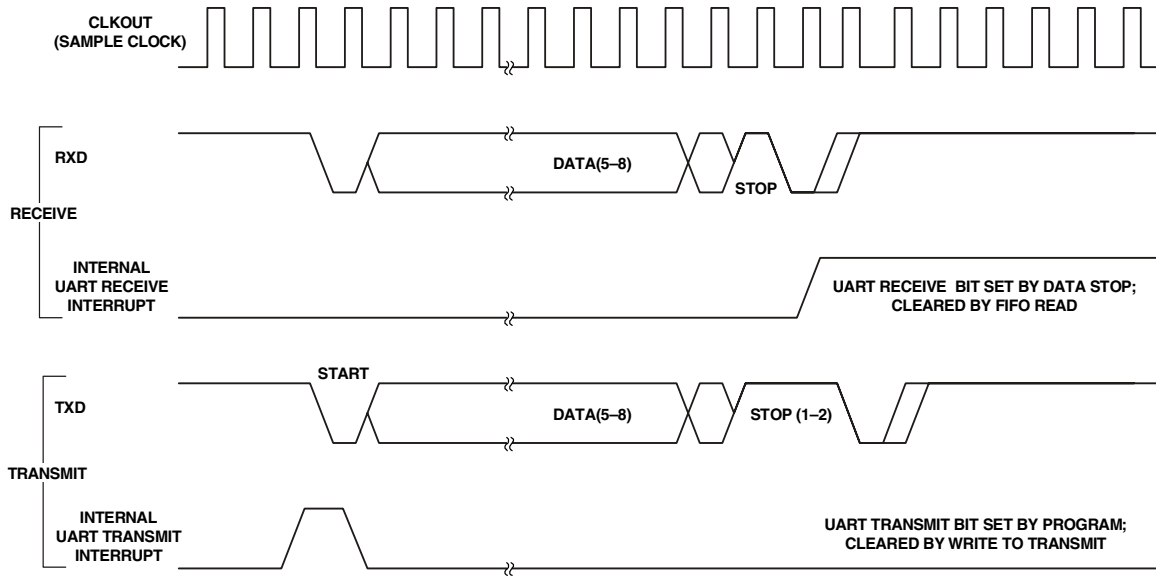 CLKOUT
(SAMPLE CLOCK)
RXD
DATA(5–8)
STOP
RECEIVE
INTERNAL
UART RECEIVE
INTERRUPT
UART RECEIVE BIT SET BY DATA STOP;
CLEARED BY FIFO READ
START
TXD
DATA(5–8)
STOP (1–2)
TRANSMIT
INTERNAL
UART TRANSMIT
INTERRUPT
UART TRANSMIT BIT SET BY PROGRAM;
CLEARED BY WRITE TO TRANSMIT